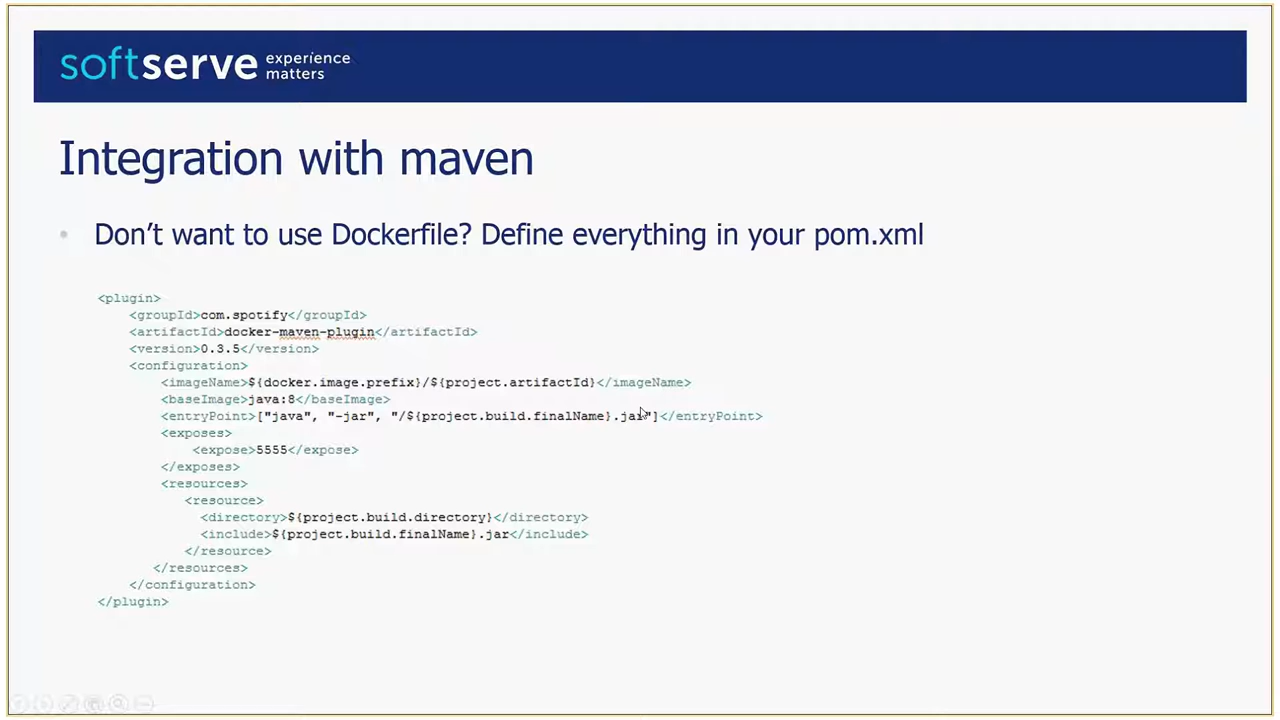 softserve experience matters
Integration with maven
• Don't want to use Dockerfile? Define everything in your pom.xml
<plugin>
<groupId>com.spotify</groupId>
<artifactId>docker-maven-plugin</artifactId>
<version>0.3.5</version>
<configuration>
<imageName>${docker.image.prefix}/${project.artifactId}</imageName>
<baseImage>java:8</baseImage>
<entryPoint>["java", "-jar", "/${project.build.finalName}.jar"]</entryPoint>
<exposes>
<expose>5555</expose>
</exposes>
<resources>
<resource>
<directory>${project.build.directory}</directory>
<include>${project.build.finalName}.jar</include>
</resource>
</resources>
</configuration>
</plugin>